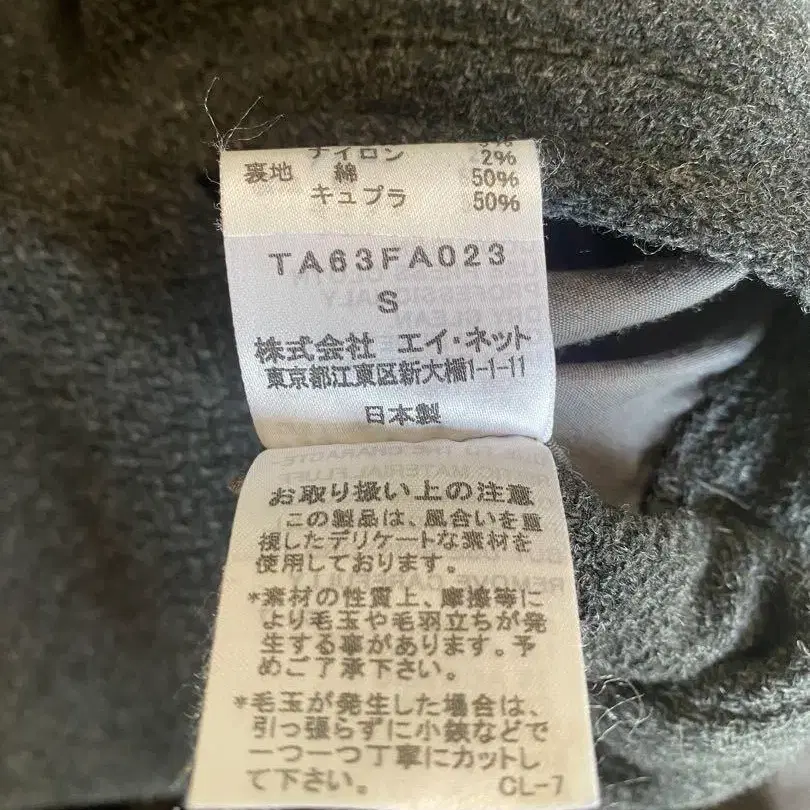 ナイロン 2%
裏地 綿 50%
キュプラ 50%
TA63FA023
S
株式会社 エイ・ネット
東京都江東区新大橋1-1-11
日本製
お取り扱い上の注意
この製品は、風合いを重
視したデリケートな素材を
使用しております。
*素材の性質上、摩擦等に
より毛玉や毛羽立ちが発
生する事があります。予
めご了承下さい。
*毛玉が発生した場合は、
引っ張らずに小鋏などで
一つ一つ丁寧にカットし
て下さい。 CL-7